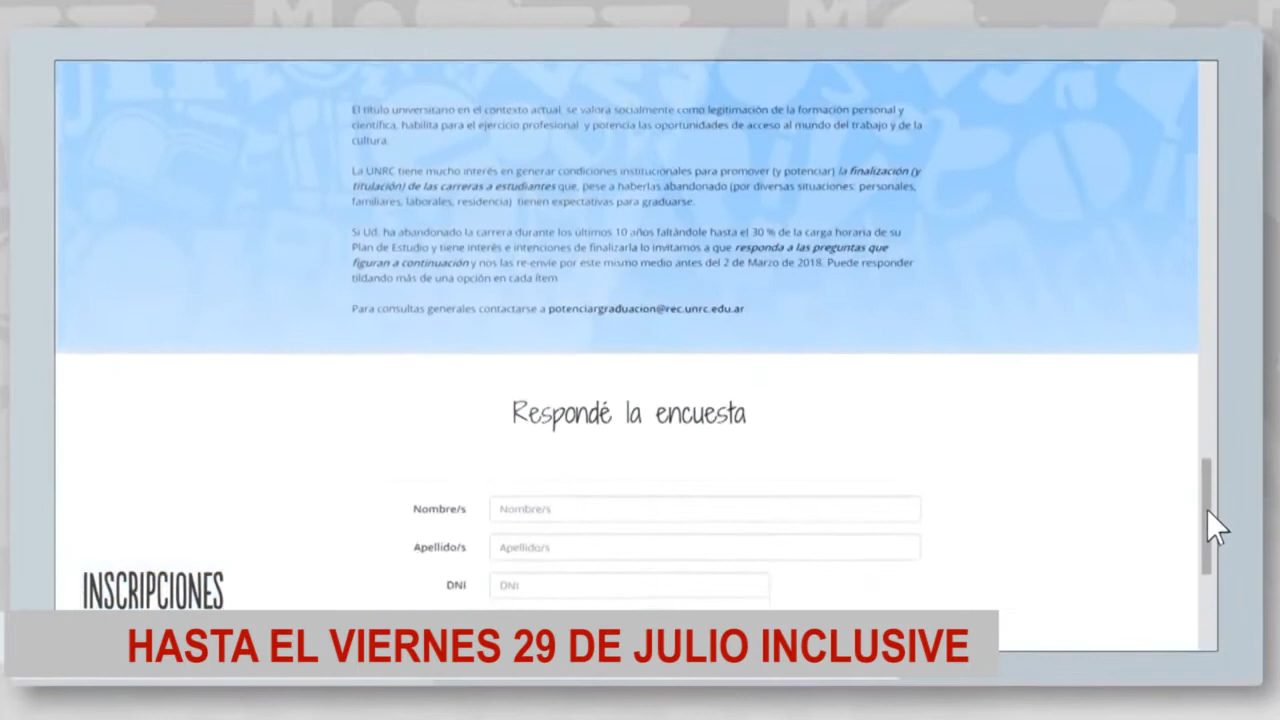 El título universitario en el contexto actual, se valora socialmente como legitimación de la formación personal y
científica, habilita para el ejercicio profesional y potencia las oportunidades de acceso al mundo del trabajo y de la
cultura.
La UNRC tiene mucho interés en generar condiciones institucionales para promover (y potenciar) la finalización (y
titulación) de las carreras a estudiantes que, pese a haberlas abandonado (por diversas situaciones: personales,
familiares, laborales, residencia) tienen expectativas para graduarse.
Si Ud. ha abandonado la carrera durante los últimos 10 años faltándole hasta el 30 % de la carga horaria de su
Plan de Estudio y tiene interés e intenciones de finalizarla lo invitamos a que responda a las preguntas que
figuran a continuación y nos las re-envíe por este mismo medio antes del 2 de Marzo de 2018. Puede responder
tildando más de una opción en cada ítem
Para consultas generales contactarse a potenciargraduacion@rec.unrc.edu.ar
Respondé la encuesta
Nombre/s Nombre/s
Apellido/s Apellido/s
DNI DNI
INSCRIPCIONES
HASTA EL VIERNES 29 DE JULIO INCLUSIVE